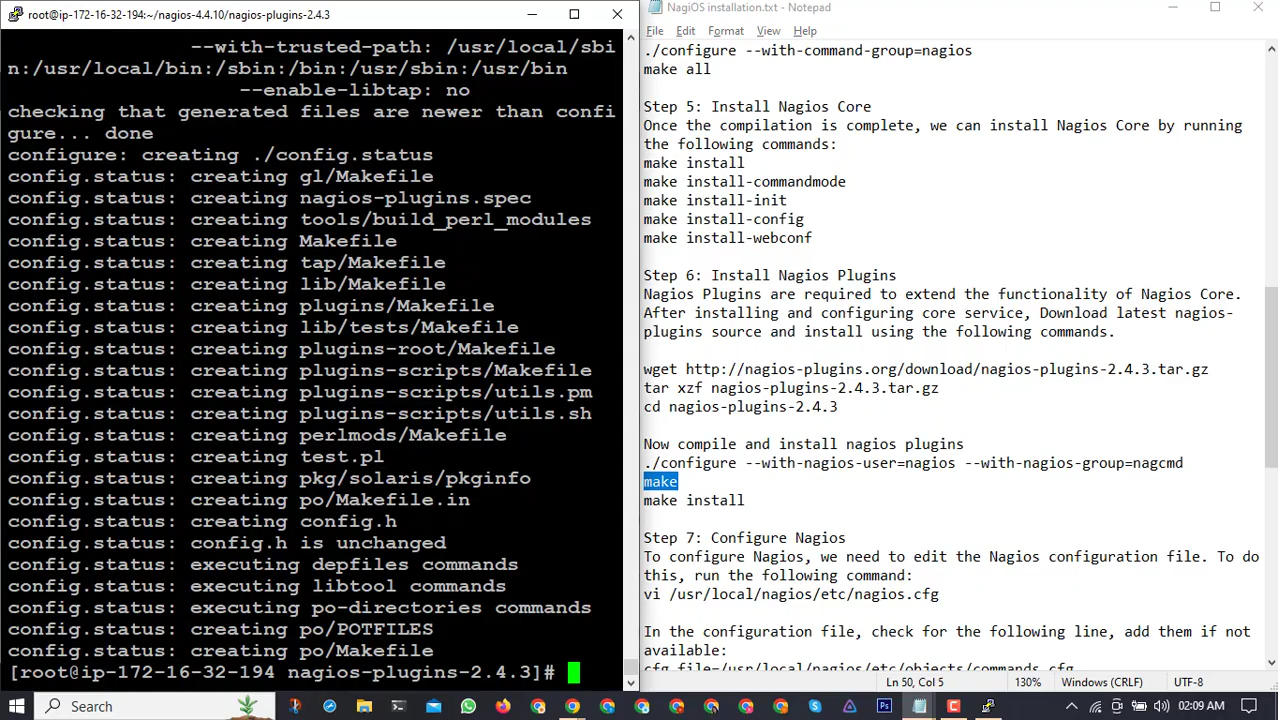 root@ip-172-16-32-194:~/nagios-4.4.10/nagios-plugins-2.4.3
--with-trusted-path: /usr/local/sbi
n:/usr/local/bin:/sbin:/bin:/usr/sbin:/usr/bin
--enable-libtap: no
checking that generated files are newer than confi
gure... done
configure: creating ./config.status
config.status: creating gl/Makefile
config.status: creating nagios-plugins.spec
config.status: creating tools/build_perl_modules
config.status: creating Makefile
config.status: creating tap/Makefile
config.status: creating lib/Makefile
config.status: creating plugins/Makefile
config.status: creating lib/tests/Makefile
config.status: creating plugins-root/Makefile
config.status: creating plugins-scripts/Makefile
config.status: creating plugins-scripts/utils.pm
config.status: creating plugins-scripts/utils.sh
config.status: creating perlmods/Makefile
config.status: creating test.pl
config.status: creating pkg/solaris/pkginfo
config.status: creating po/Makefile.in
config.status: creating config.h
config.status: config.h is unchanged
config.status: executing depfiles commands
config.status: executing libtool commands
config.status: executing po-directories commands
config.status: creating po/POTFILES
config.status: creating po/Makefile
[root@ip-172-16-32-194 nagios-plugins-2.4.3]#
NagiOS installation.txt - Notepad
File Edit Format View Help
./configure --with-command-group=nagios
make all
Step 5: Install Nagios Core
Once the compilation is complete, we can install Nagios Core by running
the following commands:
make install
make install-commandmode
make install-init
make install-config
make install-webconf
Step 6: Install Nagios Plugins
Nagios Plugins are required to extend the functionality of Nagios Core.
After installing and configuring core service, Download latest nagios-
plugins source and install using the following commands.
wget http://nagios-plugins.org/download/nagios-plugins-2.4.3.tar.gz
tar xzf nagios-plugins-2.4.3.tar.gz
cd nagios-plugins-2.4.3
Now compile and install nagios plugins
./configure --with-nagios-user=nagios --with-nagios-group=nagcmd
make
make install
Step 7: Configure Nagios
To configure Nagios, we need to edit the Nagios configuration file. To do
this, run the following command:
vi /usr/local/nagios/etc/nagios.cfg
In the configuration file, check for the following line, add them if not
available:
cfg_file=/usr/local/nagios/etc/objects/commands.cfg
Ln 50, Col 5 130% Windows (CRLF) UTF-8
Search
02:09 AM